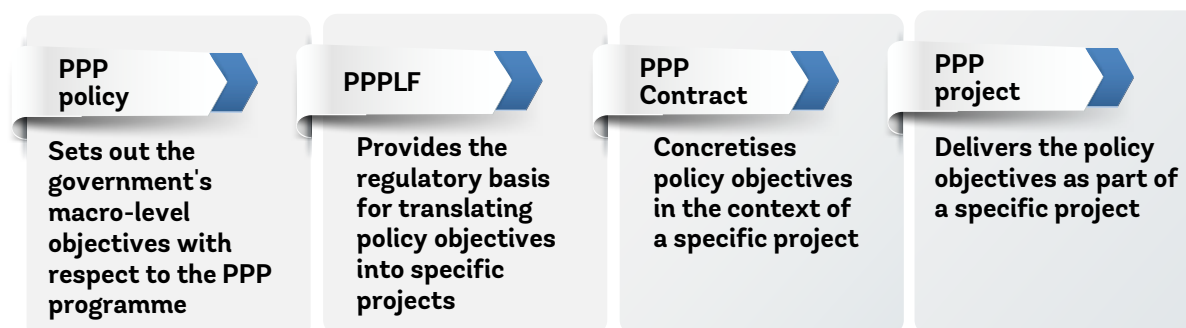 PPP
policy
Sets out the
government's
macro-level
objectives with
respect to the PPP
programme
PPPLF
Provides the
regulatory basis
for translating
policy objectives
into specific
projects
PPP
Contract
Concretises
policy objectives
in the context of
a specific project
PPP
project
Delivers the policy
objectives as part of
a specific project